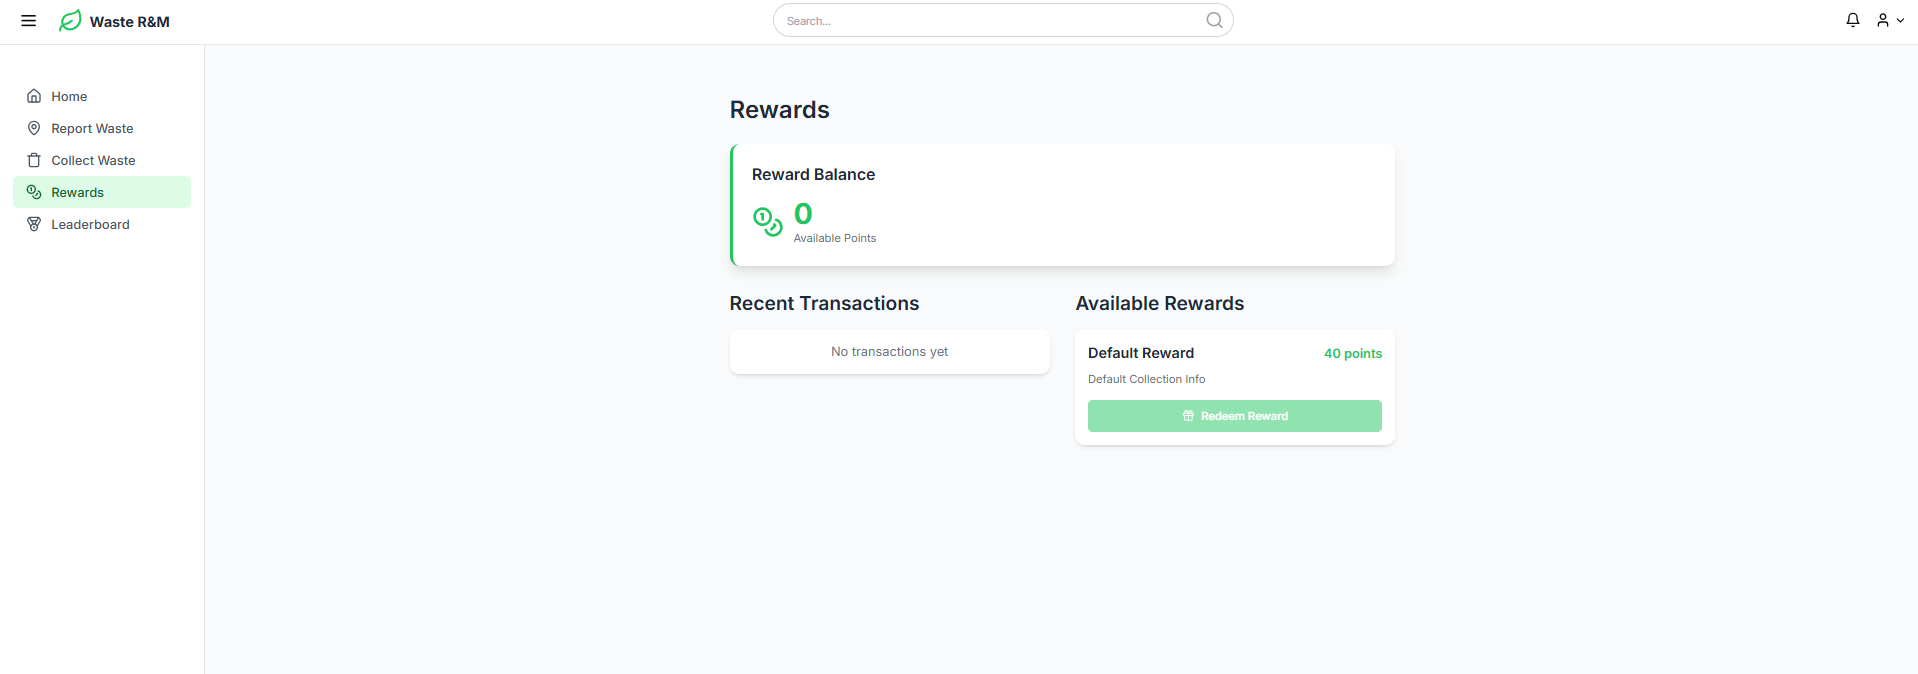 Waste R&M
Search...
Home
Report Waste
Collect Waste
Rewards
Leaderboard
Rewards
Reward Balance
0
Available Points
Recent Transactions
No transactions yet
Available Rewards
Default Reward
40 points
Default Collection Info
Redeem Reward